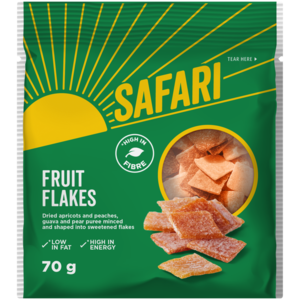 TEAR HERE
SAFARI
*HIGH IN
FIBRE
FRUIT
FLAKES
Dried apricots and peaches,
guava and pear puree minced
and shaped into sweetened flakes
✓*LOW IN FAT ✓*HIGH IN ENERGY
70 g